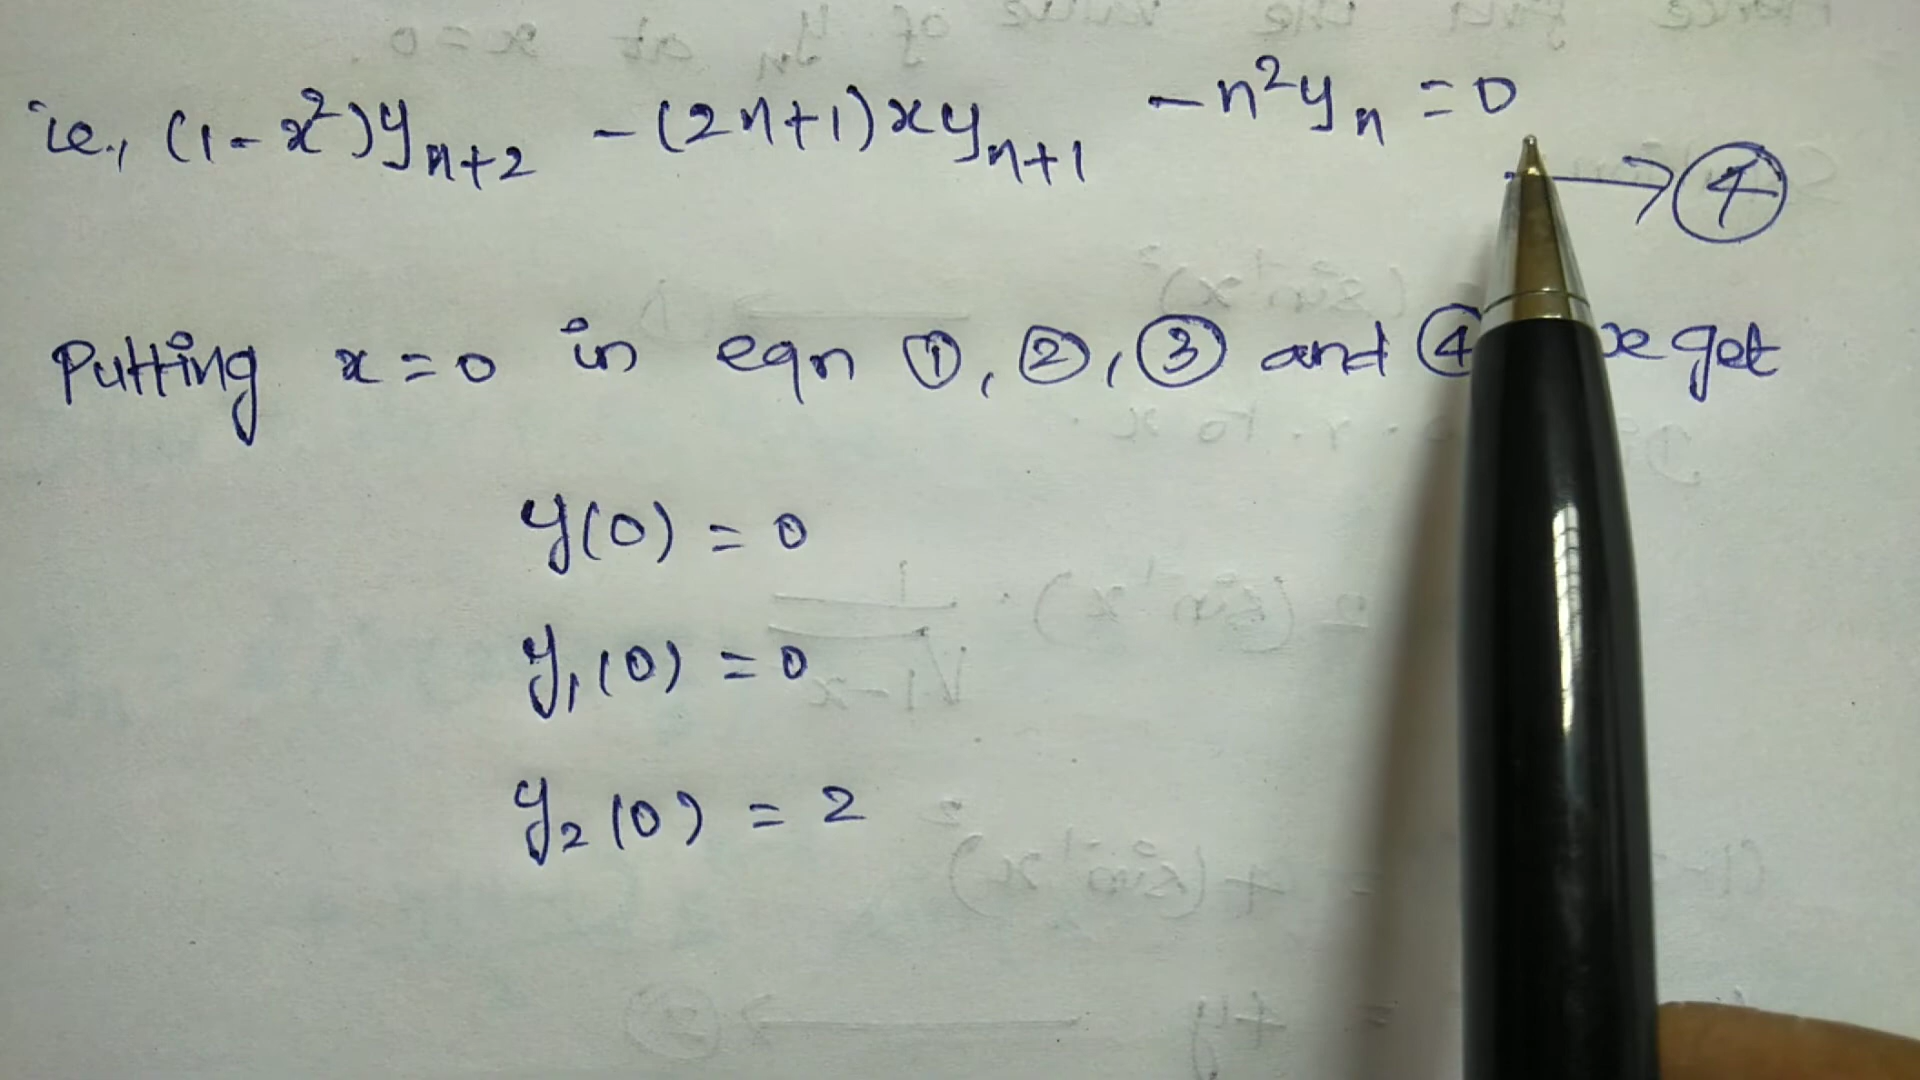 ie., (1-x²)yₙ₊₂ -(2n+1)xyₙ₊₁ -n²yₙ =0
→④
Putting x=0 in eqn ①,②,③ and ④ we get
y(0) = 0
y₁(0) = 0
y₂(0) = 2